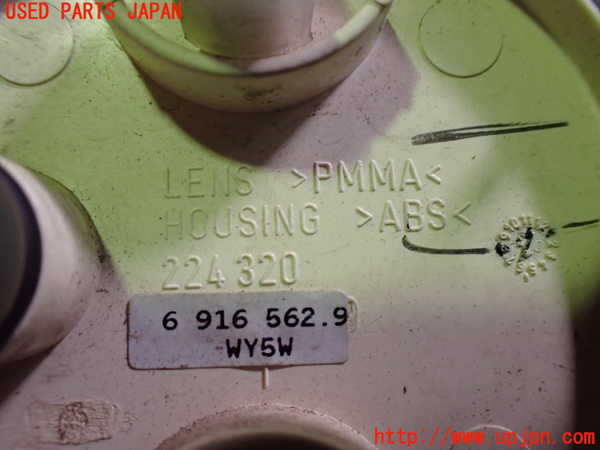 USED PARTS JAPAN
LENS >PMMA<
HOUSING >ABS<
224 320
6 916 562.9
WY5W
http://www.upjpn.com/